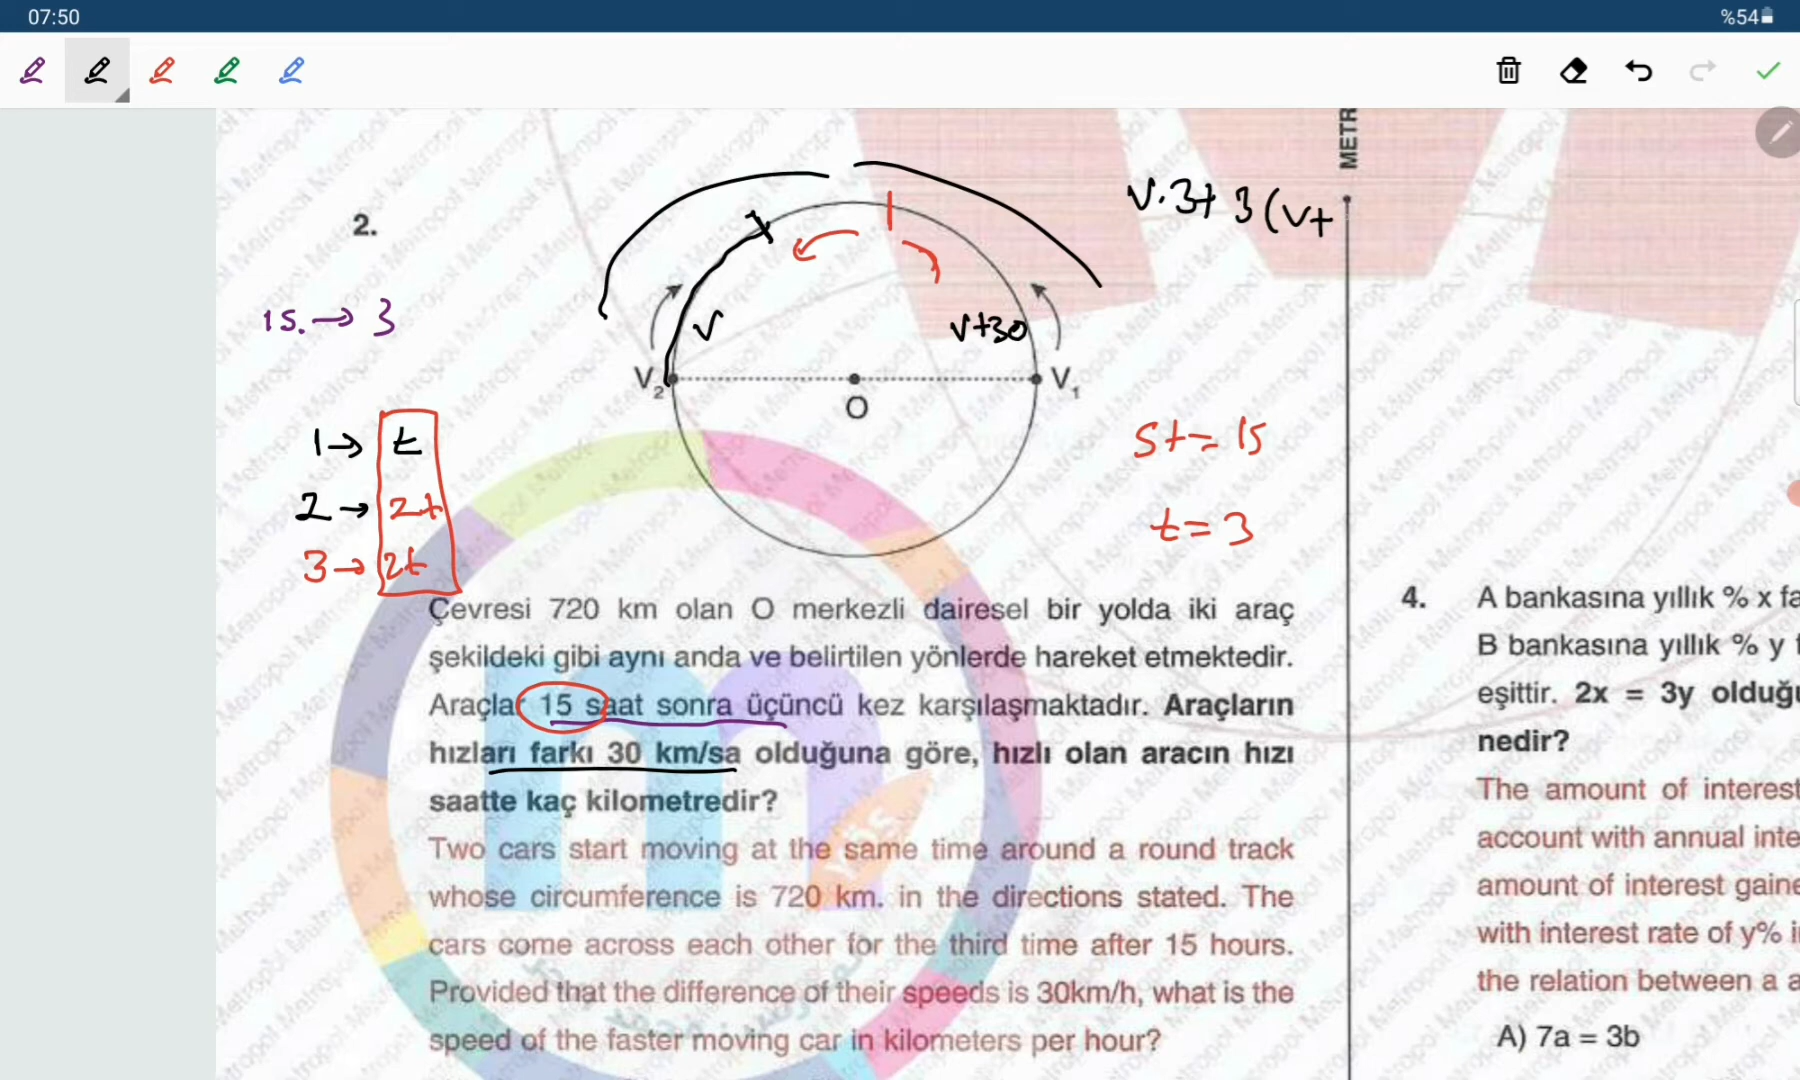 07:50
%54
METR
2.
V.3+ 3(V+
15. → 3
V
V+30
V2
V1
O
1 → t
2 → 2t
3 → 2t
5t = 15
t = 3
Çevresi 720 km olan O merkezli dairesel bir yolda iki araç
şekildeki gibi aynı anda ve belirtilen yönlerde hareket etmektedir.
Araçlar 15 saat sonra üçüncü kez karşılaşmaktadır. Araçların
hızları farkı 30 km/sa olduğuna göre, hızlı olan aracın hızı
saatte kaç kilometredir?
Two cars start moving at the same time around a round track
whose circumference is 720 km. in the directions stated. The
cars come across each other for the third time after 15 hours.
Provided that the difference of their speeds is 30km/h, what is the
speed of the faster moving car in kilometers per hour?
4.
A bankasına yıllık % x fa
B bankasına yıllık % y f
eşittir. 2x = 3y olduğu
nedir?
The amount of interest
account with annual inte
amount of interest gaine
with interest rate of y% i
the relation between a a
A) 7a = 3b